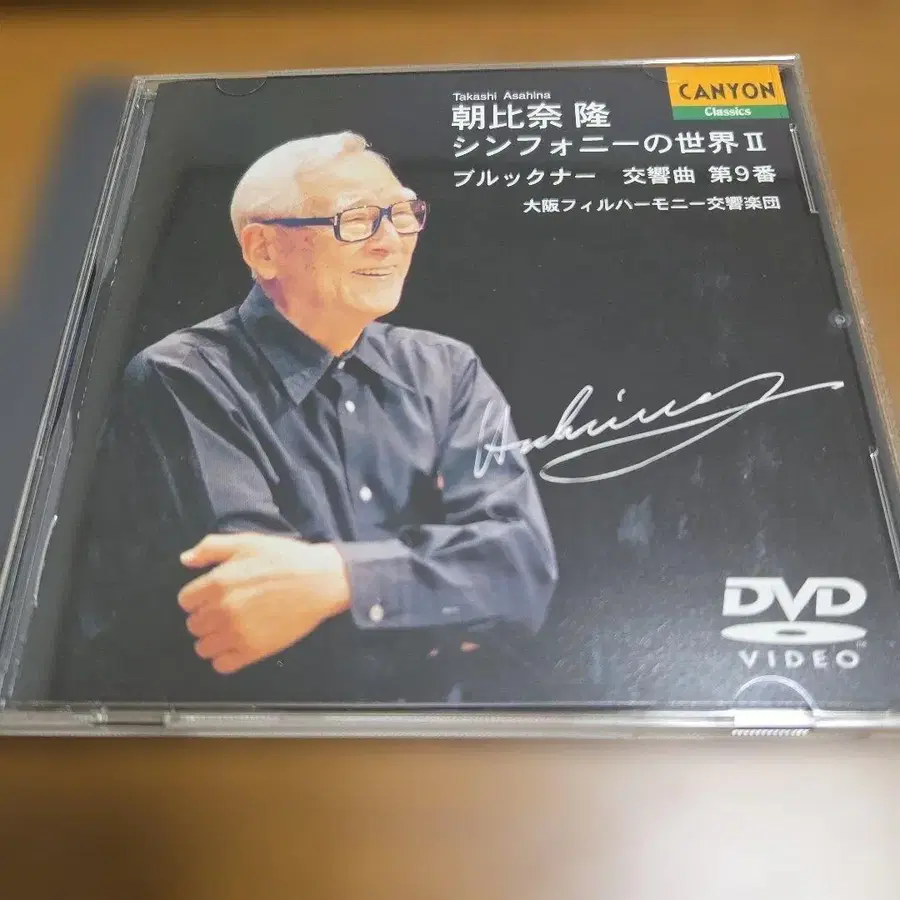 CANYON
Classics
Takashi Asahina
朝比奈 隆
シンフォニーの世界 II
ブルックナー 交響曲 第9番
大阪フィルハーモニー交響楽団
DVD
VIDEO